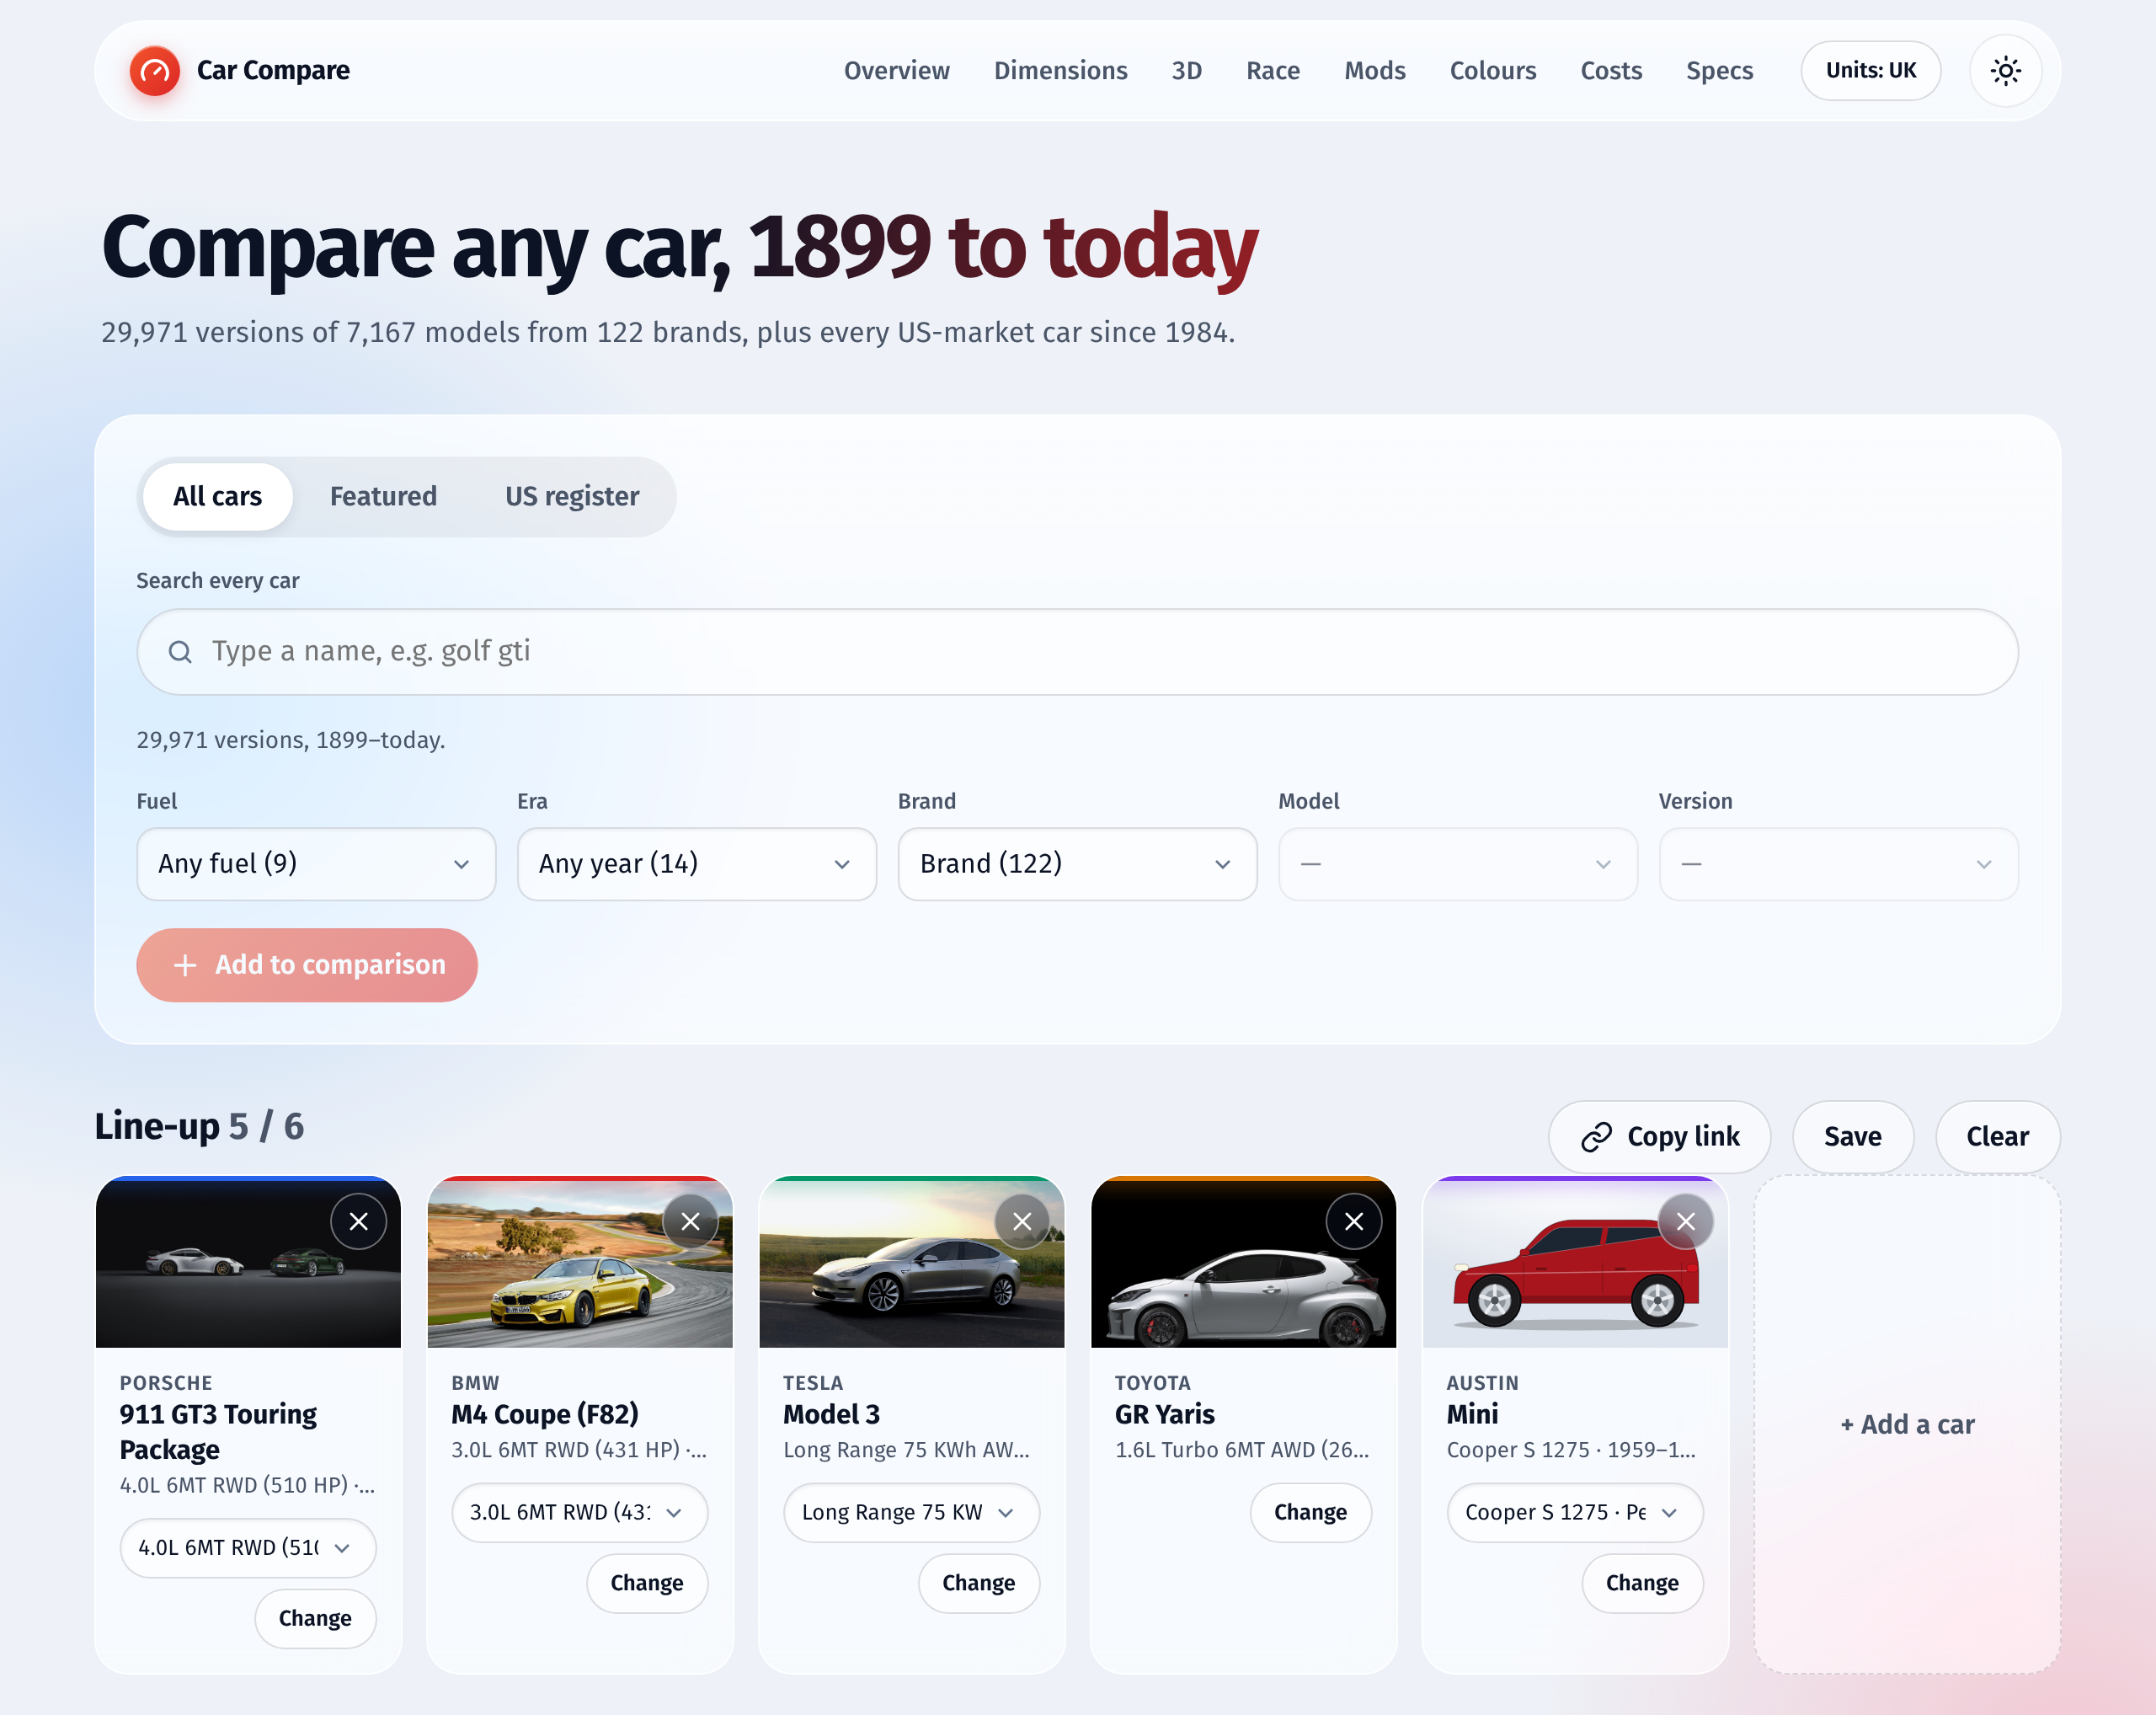 Car Compare
Overview
Dimensions
3D
Race
Mods
Colours
Costs
Specs
Units: UK
Compare any car, 1899 to today
29,971 versions of 7,167 models from 122 brands, plus every US-market car since 1984.
All cars
Featured
US register
Search every car
Type a name, e.g. golf gti
29,971 versions, 1899–today.
Fuel
Era
Brand
Model
Version
Any fuel (9)
Any year (14)
Brand (122)
—
—
+ Add to comparison
Line-up 5 / 6
Copy link
Save
Clear
PORSCHE
911 GT3 Touring
Package
4.0L 6MT RWD (510 HP) ·...
4.0L 6MT RWD (510
Change
BMW
M4 Coupe (F82)
3.0L 6MT RWD (431 HP) ·...
3.0L 6MT RWD (431
Change
TESLA
Model 3
Long Range 75 KWh AW...
Long Range 75 KW
Change
TOYOTA
GR Yaris
1.6L Turbo 6MT AWD (26...
Change
AUSTIN
Mini
Cooper S 1275 · 1959–1...
Cooper S 1275 · Pe
Change
+ Add a car